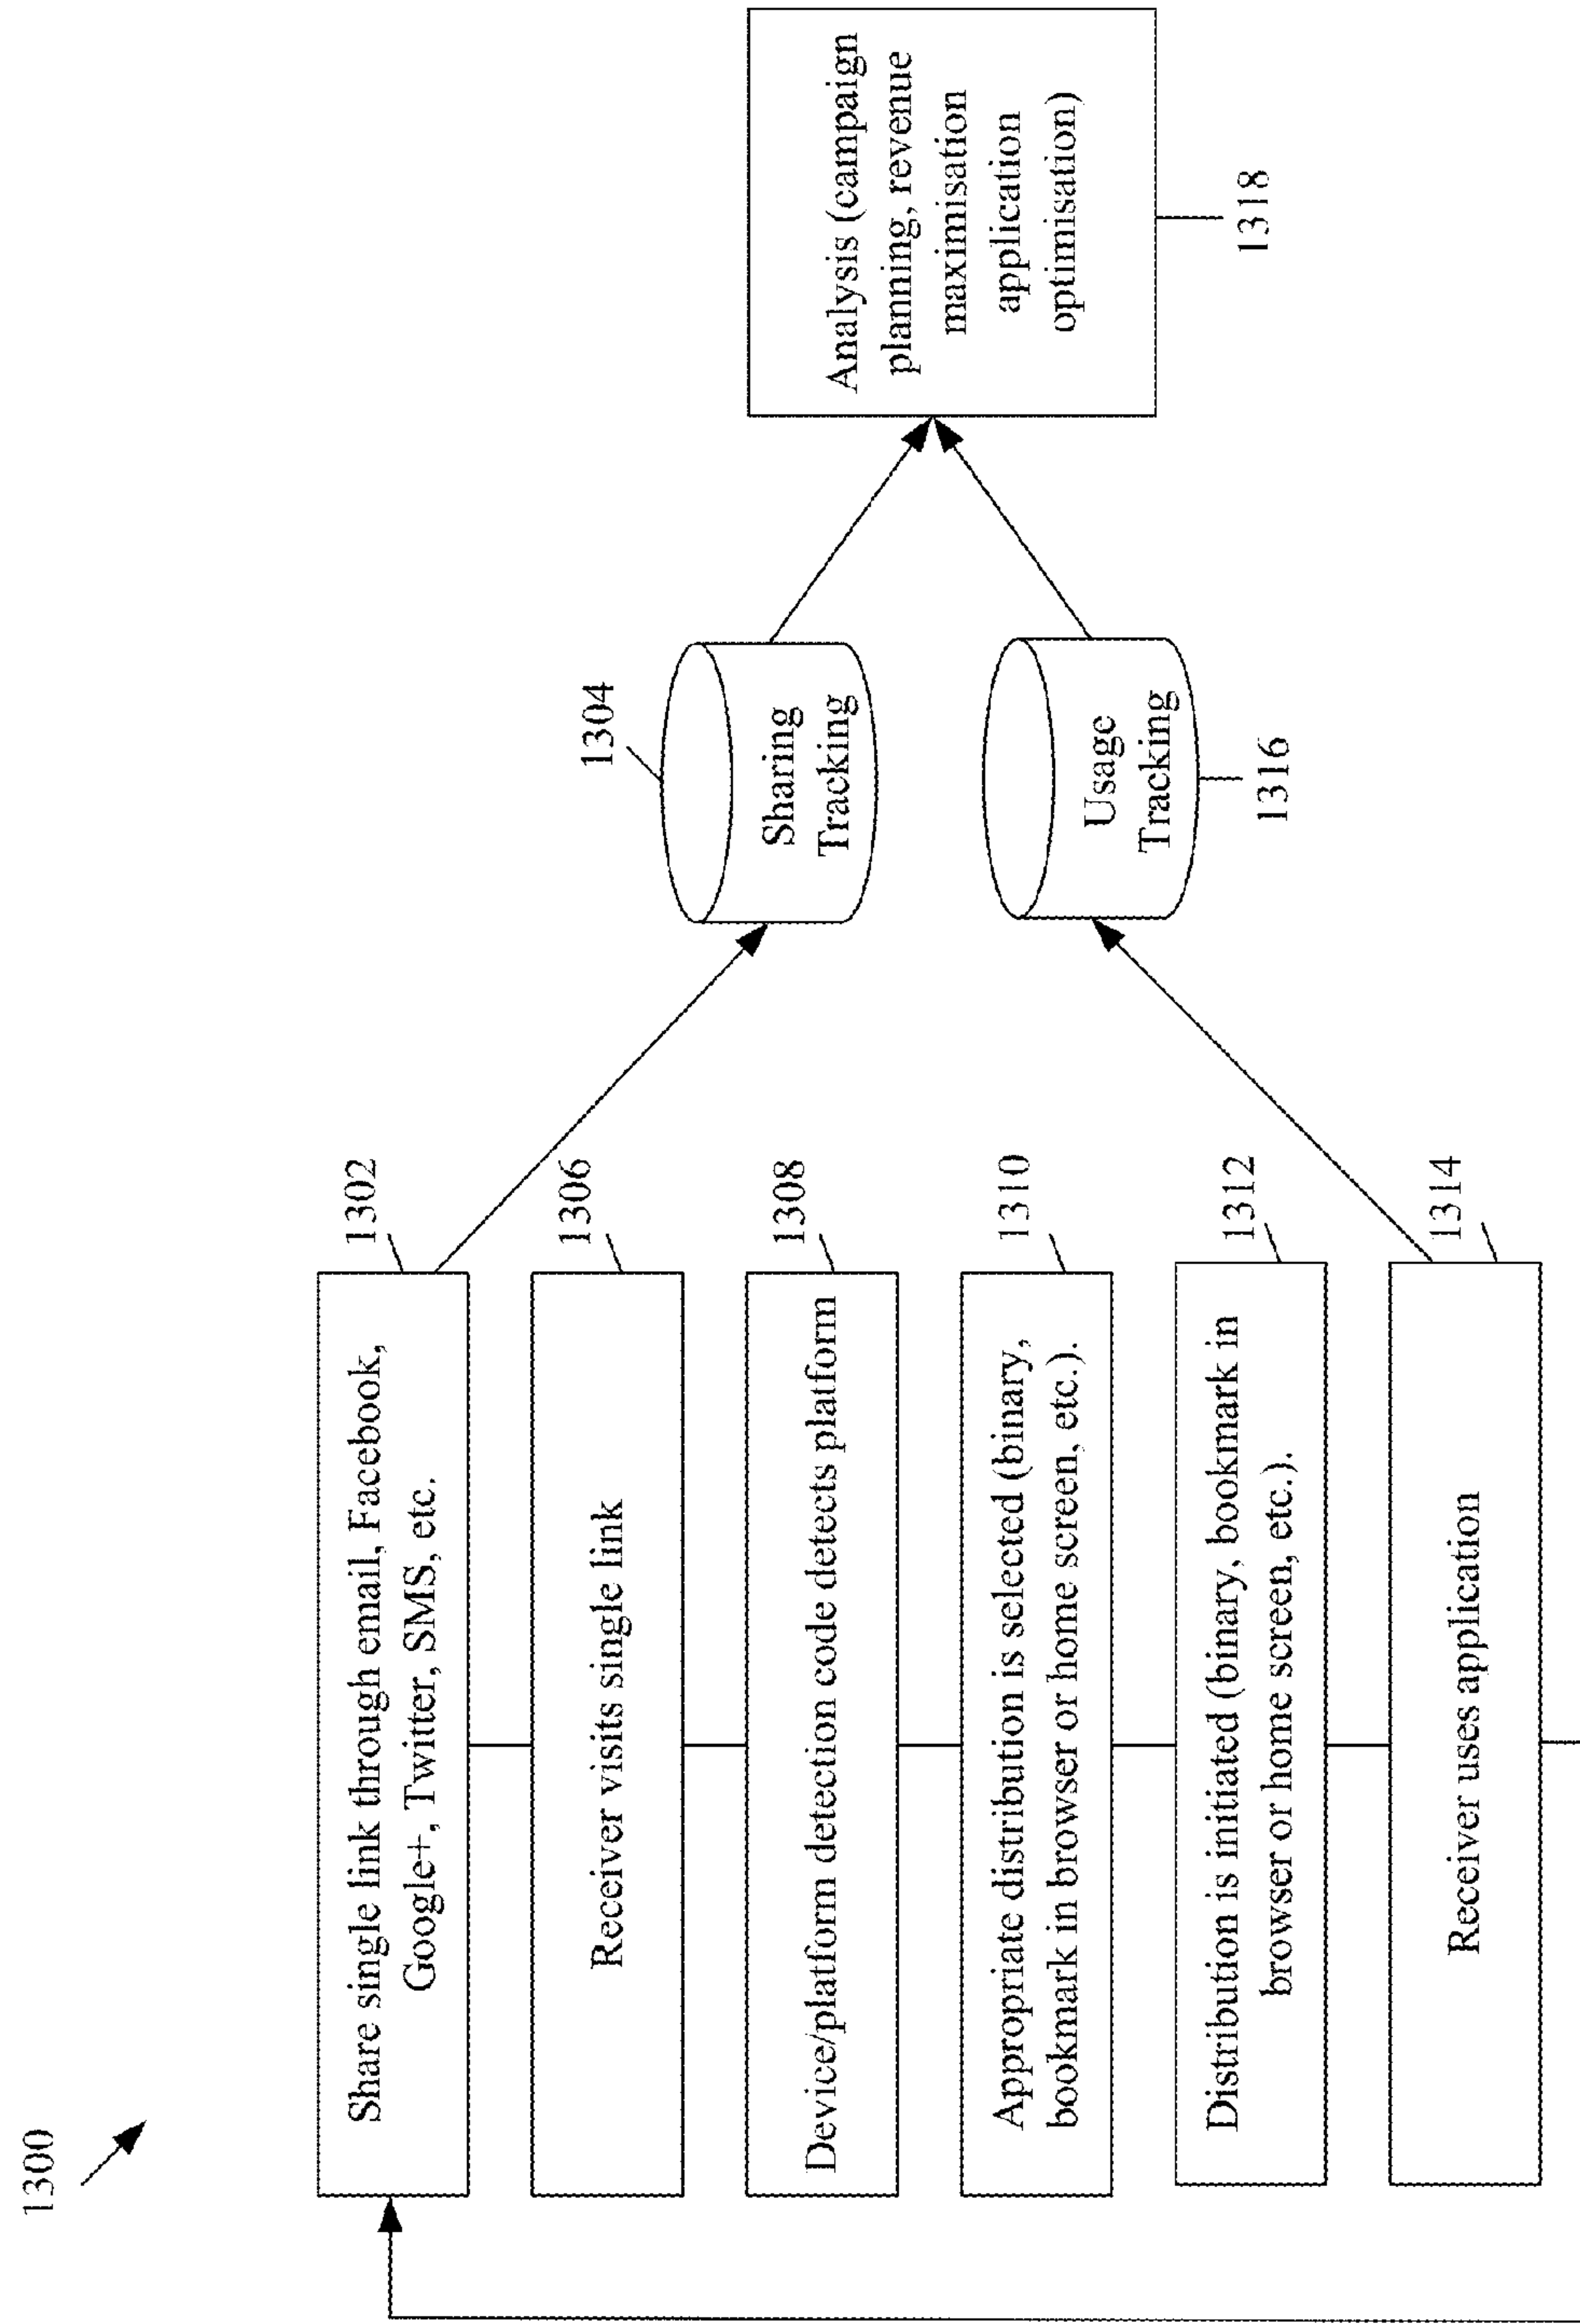 1300
1302
Share single link through email, Facebook,
Google+, Twitter, SMS, etc.
1306
Receiver visits single link
1308
Device/platform detection code detects platform
1310
Appropriate distribution is selected (binary,
bookmark in browser or home screen, etc.).
1312
Distribution is initiated (binary, bookmark in
browser or home screen, etc.).
1314
Receiver uses application
1304
Sharing
Tracking
Usage
Tracking
1316
Analysis (campaign
planning, revenue
maximisation
application
optimisation)
1318